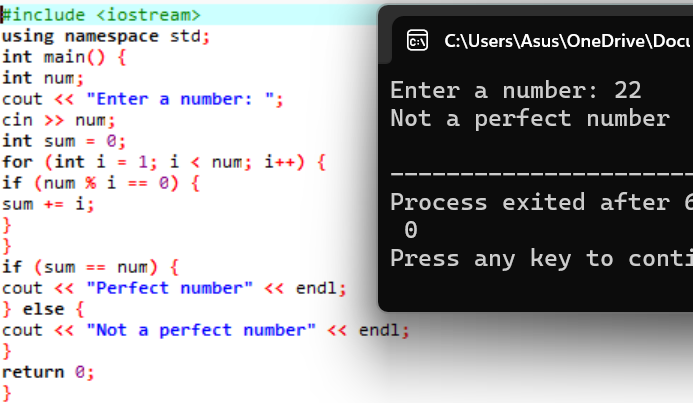 #include <iostream>
using namespace std;
int main() {
int num;
cout << "Enter a number: ";
cin >> num;
int sum = 0;
for (int i = 1; i < num; i++) {
if (num % i == 0) {
sum += i;
}
}
if (sum == num) {
cout << "Perfect number" << endl;
} else {
cout << "Not a perfect number" << endl;
}
return 0;
}
C:\Users\Asus\OneDrive\Docu
Enter a number: 22
Not a perfect number
----------------------
Process exited after 6
0
Press any key to conti